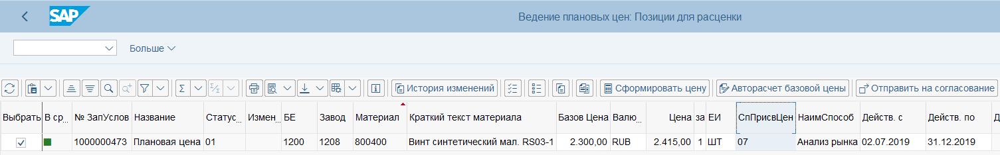 SAP Ведение плановых цен: Позиции для расценки
Больше
История изменений Сформировать цену Авторасчет базовой цены Отправить на согласование
Выбрать В ср... № ЗапУслов Название Статус... Измен... БЕ Завод Материал Краткий текст материала Базов Цена Валю... Цена за ЕИ СпПрисвЦен НаимСпособ Действ. с Действ. по Д
1000000473 Плановая цена 01 1200 1208 800400 Винт синтетический мал. RS03-1 2.300,00 RUB 2.415,00 1 ШТ 07 Анализ рынка 02.07.2019 31.12.2019